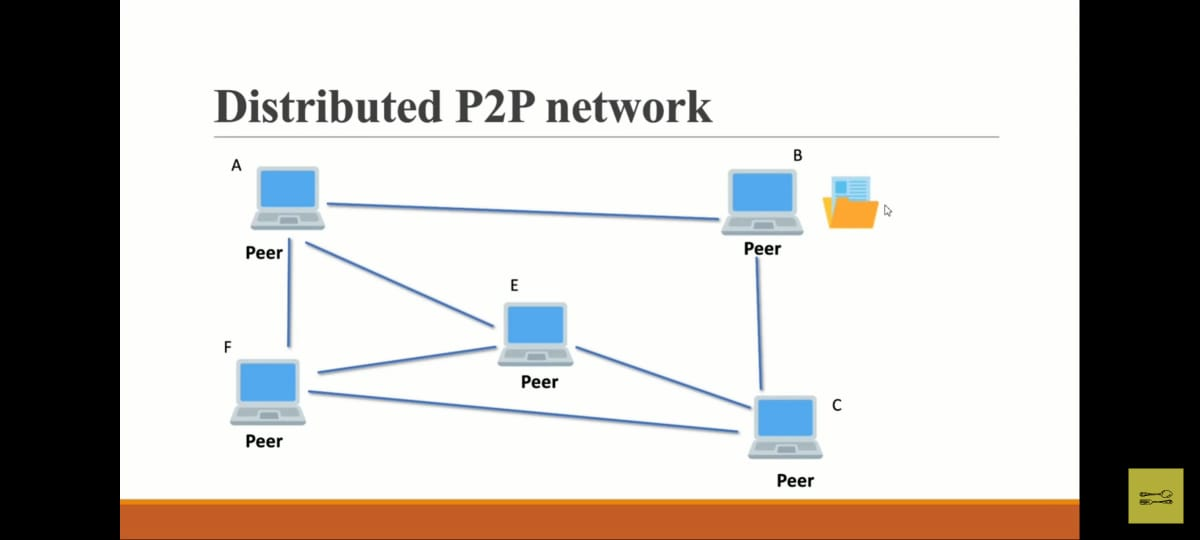 Distributed P2P network
A
B
Peer
Peer
E
F
Peer
C
Peer
Peer